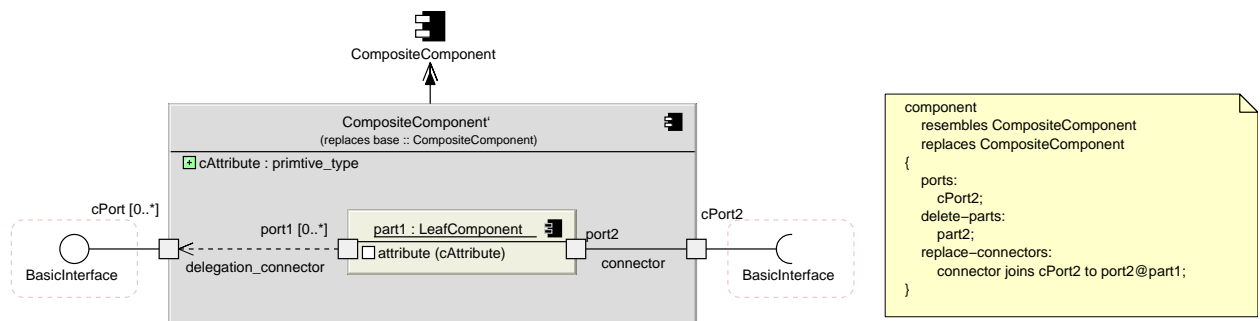 CompositeComponent
CompositeComponent‘
(replaces base :: CompositeComponent)
cAttribute : primtive_type
cPort [0..*]
BasicInterface
port1 [0..*]
delegation_connector
part1 : LeafComponent
attribute (cAttribute)
port2
connector
cPort2
BasicInterface
component
resembles CompositeComponent
replaces CompositeComponent
{
ports:
cPort2;
delete−parts:
part2;
replace−connectors:
connector joins cPort2 to port2@part1;
}